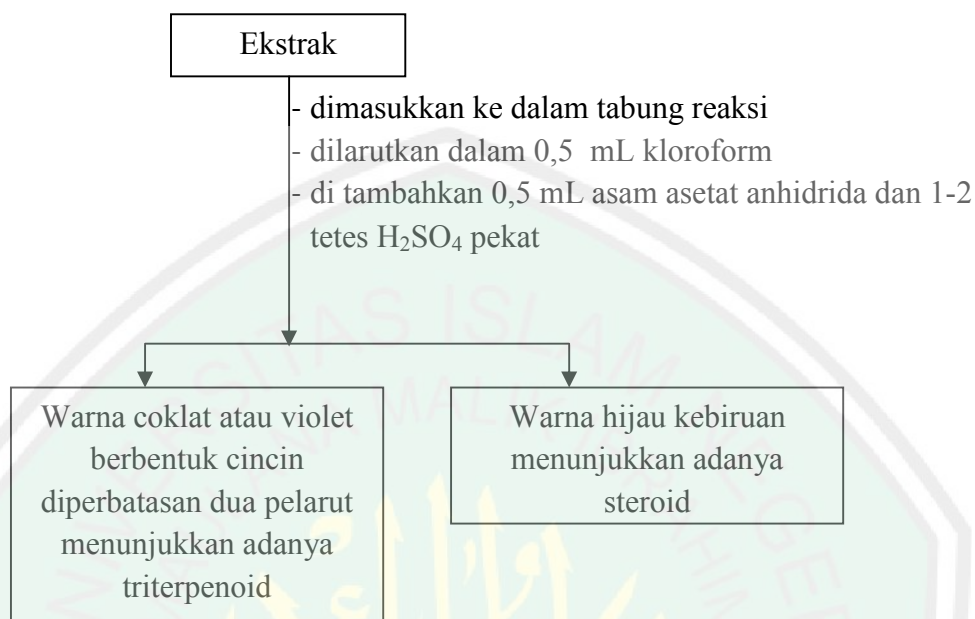 Ekstrak
- dimasukkan ke dalam tabung reaksi
- dilarutkan dalam 0,5 mL kloroform
- di tambahkan 0,5 mL asam asetat anhidrida dan 1-2
tetes H₂SO₄ pekat
Warna coklat atau violet
berbentuk cincin
diperbatasan dua pelarut
menunjukkan adanya
triterpenoid
Warna hijau kebiruan
menunjukkan adanya
steroid